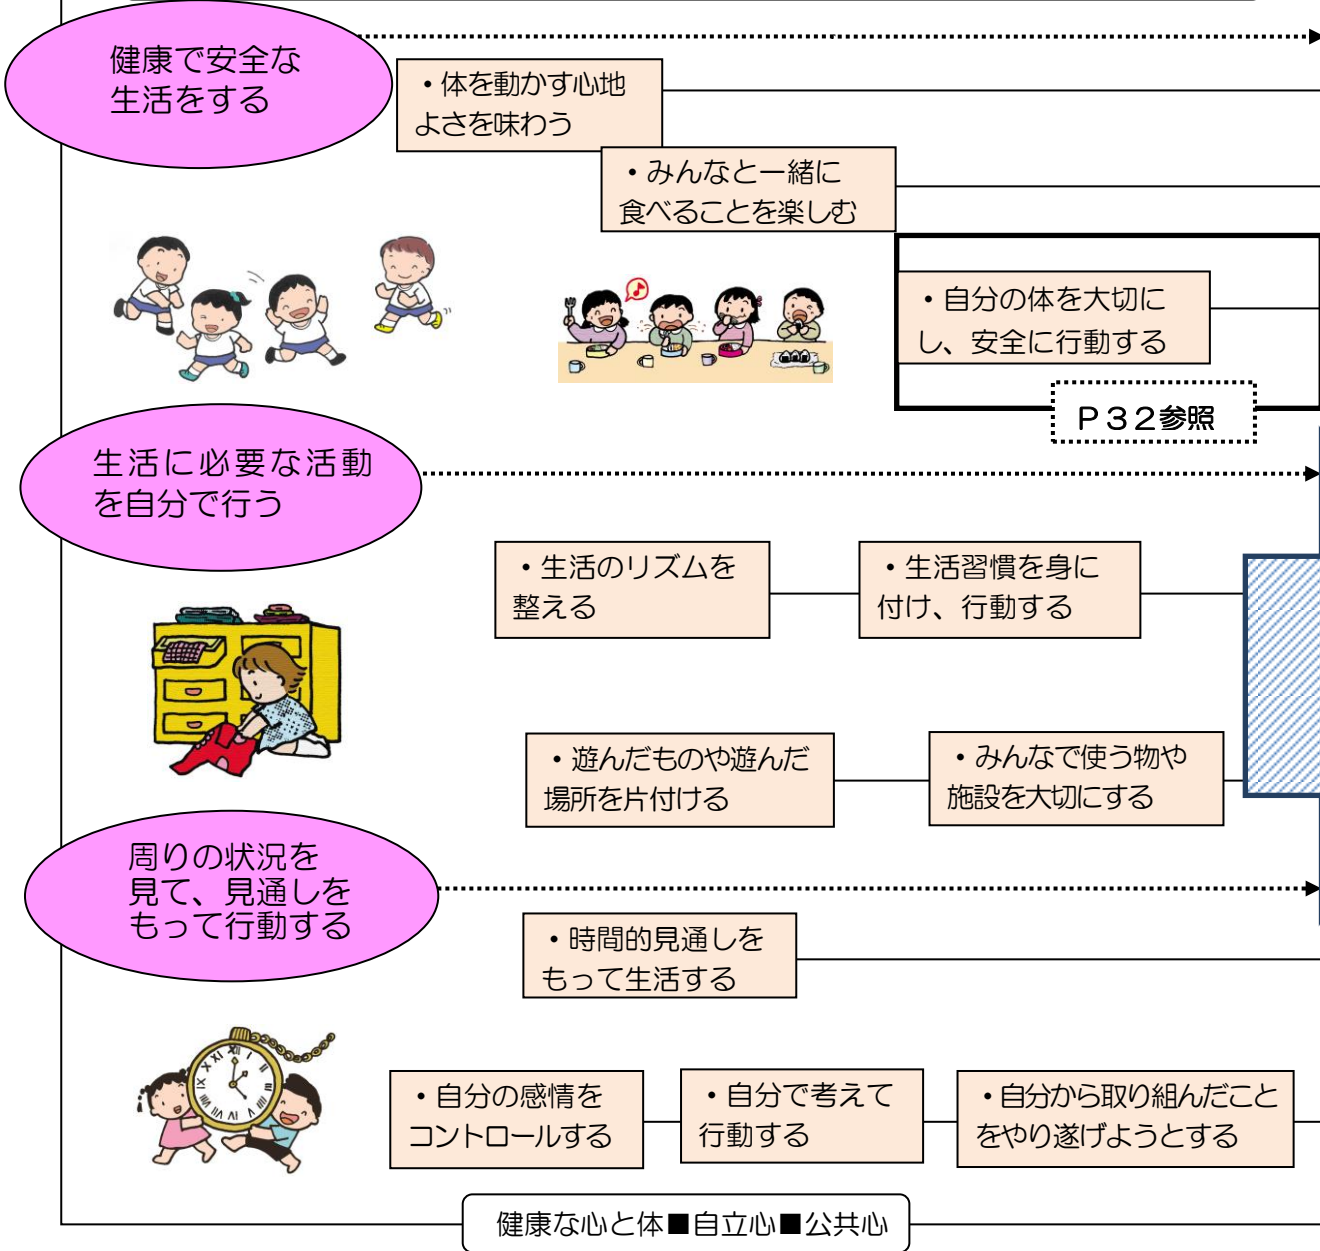 健康で安全な
生活をする
・体を動かす心地
よさを味わう
・みんなと一緒に
食べることを楽しむ
・自分の体を大切に
し、安全に行動する
P32参照
生活に必要な活動
を自分で行う
・生活のリズムを
整える
・生活習慣を身に
付け、行動する
・遊んだものや遊んだ
場所を片付ける
・みんなで使う物や
施設を大切にする
周りの状況を
見て、見通しを
もって行動する
・時間的見通しを
もって生活する
・自分の感情を
コントロールする
・自分で考えて
行動する
・自分から取り組んだこと
をやり遂げようとする
健康な心と体■自立心■公共心